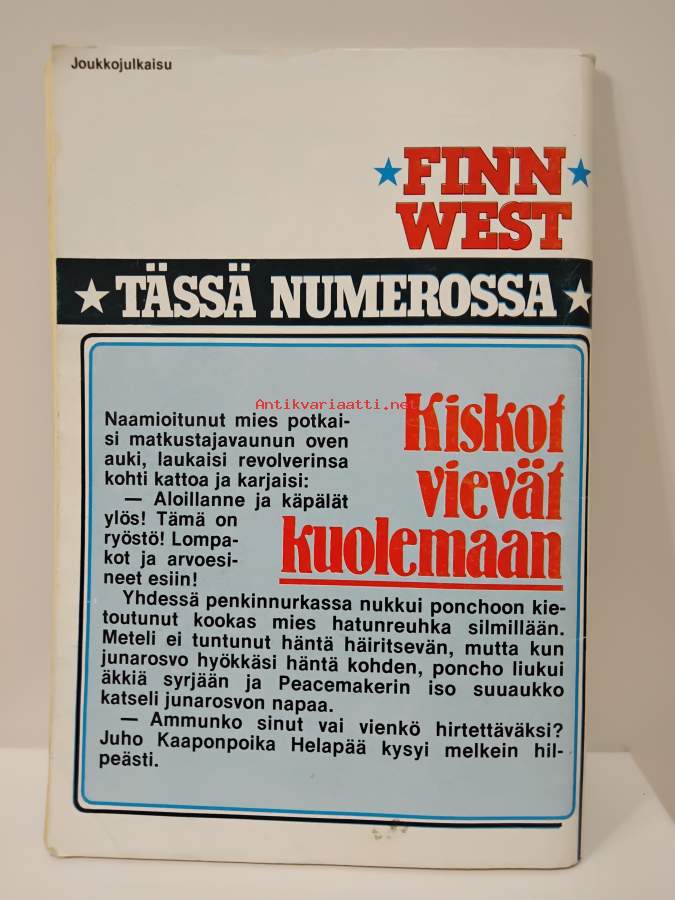 Joukkojulkaisu
FINN
WEST
TÄSSÄ NUMEROSSA
Antikvariaatti.net
Kiskot
vievät
kuolemaan
Naamioitunut mies potkai-
si matkustajavaunun oven
auki, laukaisi revolverinsa
kohti kattoa ja karjaisi:
— Aloillanne ja käpälät
ylös! Tämä on
ryöstö! Lompa-
kot ja arvoesi-
neet esiin!
Yhdessä penkinnurkassa nukkui ponchoon kie-
toutunut kookas mies hatunreuhka silmillään.
Meteli ei tuntunut häntä häiritsevän, mutta kun
junarosvo hyökkäsi häntä kohden, poncho liukui
äkkiä syrjään ja Peacemakerin iso suuaukko
katseli junarosvon napaa.
— Ammunko sinut vai vienkö hirtettäväksi?
Juho Kaaponpoika Helapää kysyi melkein hil-
peästi.